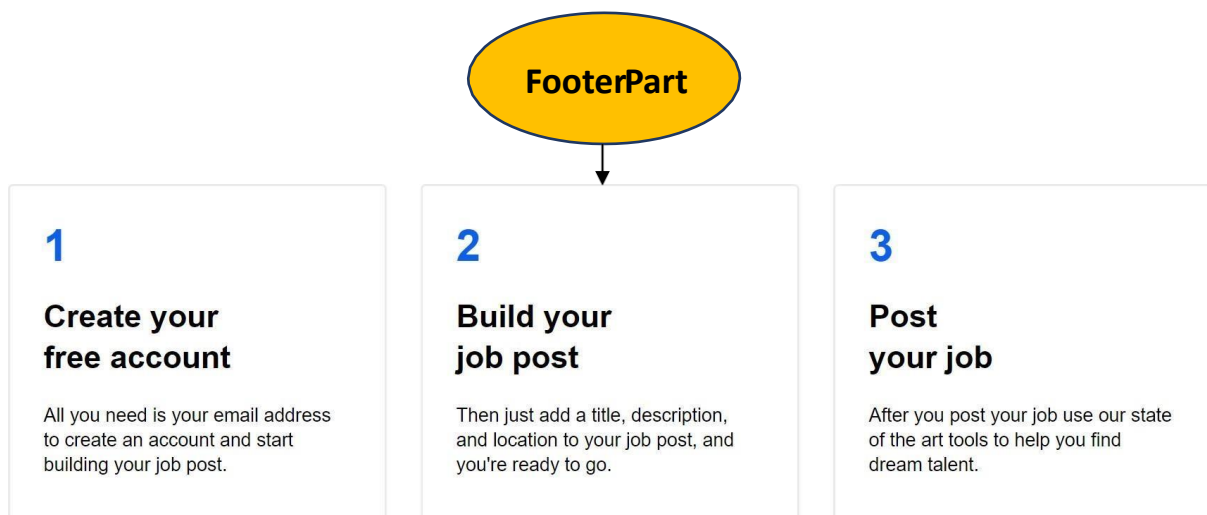 FooterPart
1
Create your
free account
All you need is your email address
to create an account and start
building your job post.
2
Build your
job post
Then just add a title, description,
and location to your job post, and
you're ready to go.
3
Post
your job
After you post your job use our state
of the art tools to help you find
dream talent.